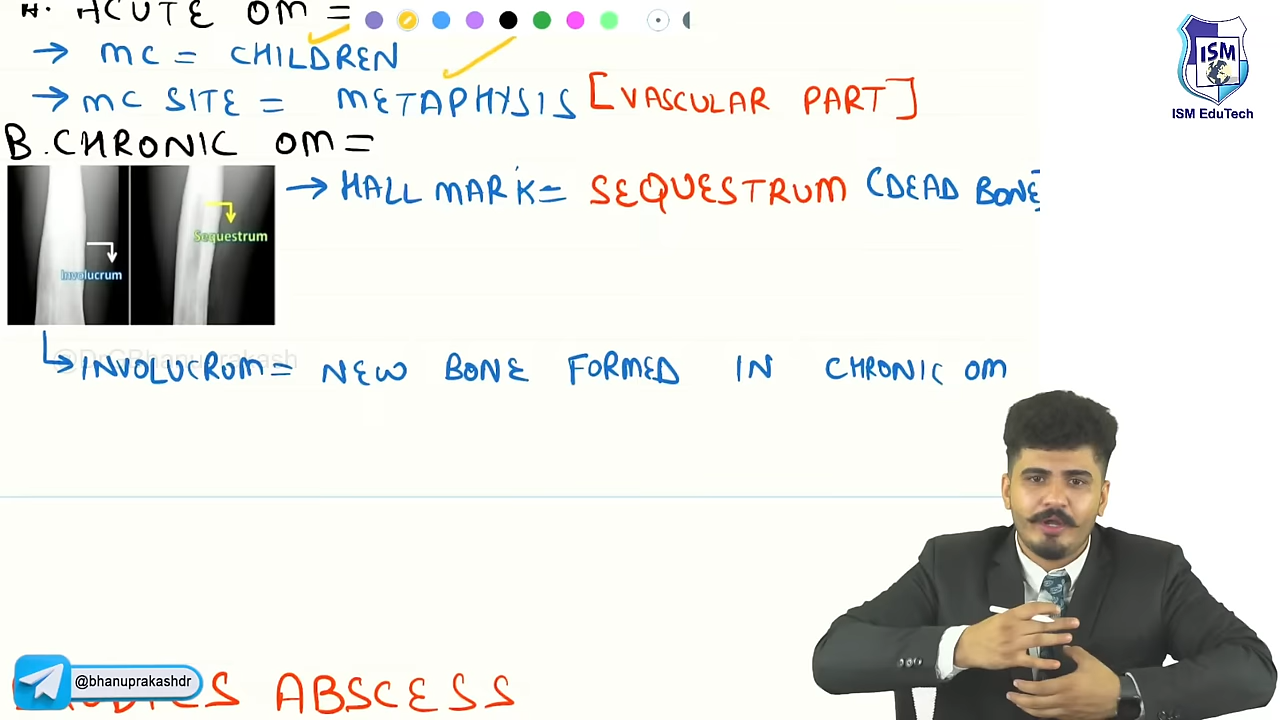 A. ACUTE OM =
→ MC = CHILDREN
→ MC SITE = METAPHYSIS [VASCULAR PART]
B. CHRONIC OM =
→ HALL MARK = SEQUESTRUM (DEAD BONE
Sequestrum
Involucrum
→ INVOLUCRUM = NEW BONE FORMED IN CHRONIC OM
@DrGBhanuprakash
ABSCESS
@bhanuprakashdr
ISM
ISM EduTech